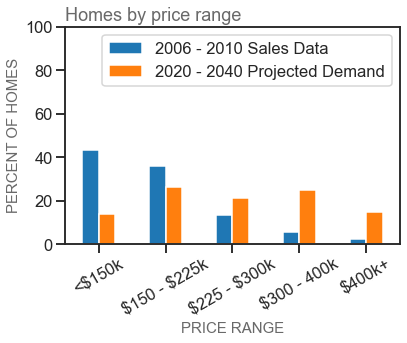 Homes by price range
100
80
60
40
20
0
PERCENT OF HOMES
2006 - 2010 Sales Data
2020 - 2040 Projected Demand
<$150k
$150 - $225k
$225 - $300k
$300 - 400k
$400k+
PRICE RANGE